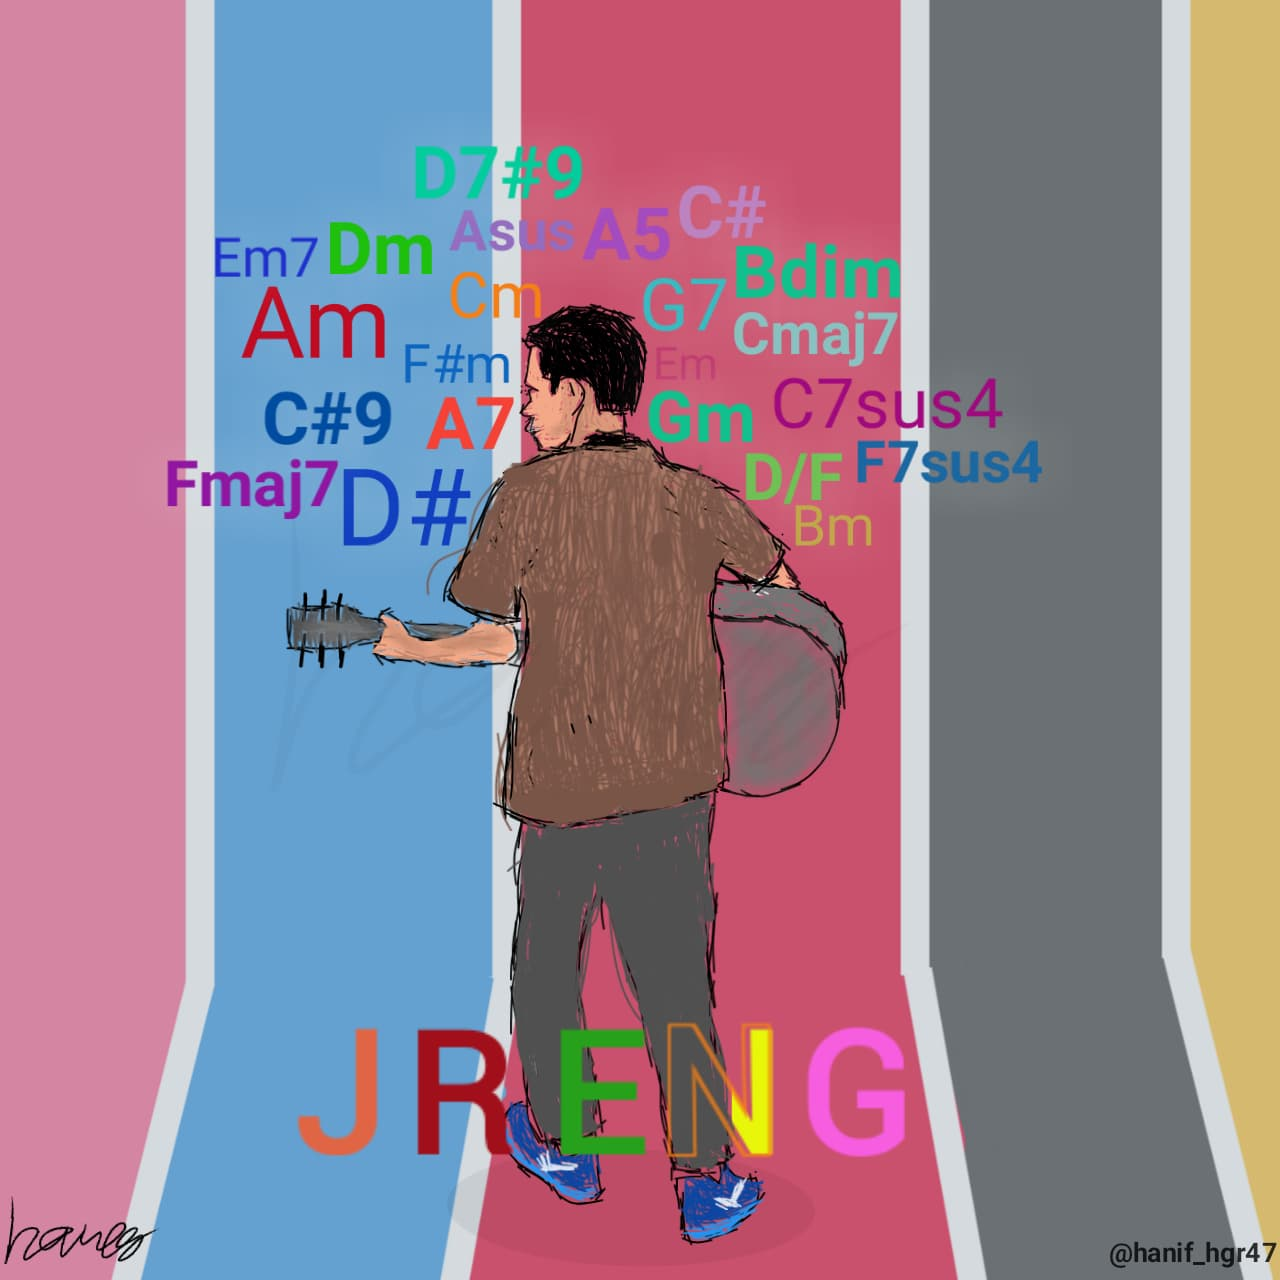 D7#9
Asus A5 C#
Em7 Dm
Bdim
Cm G7
Am Cmaj7
F#m Em
C#9 A7 Gm C7sus4
Fmaj7 D# D/F F7sus4
Bm
JRENG
@hanif_hgr47